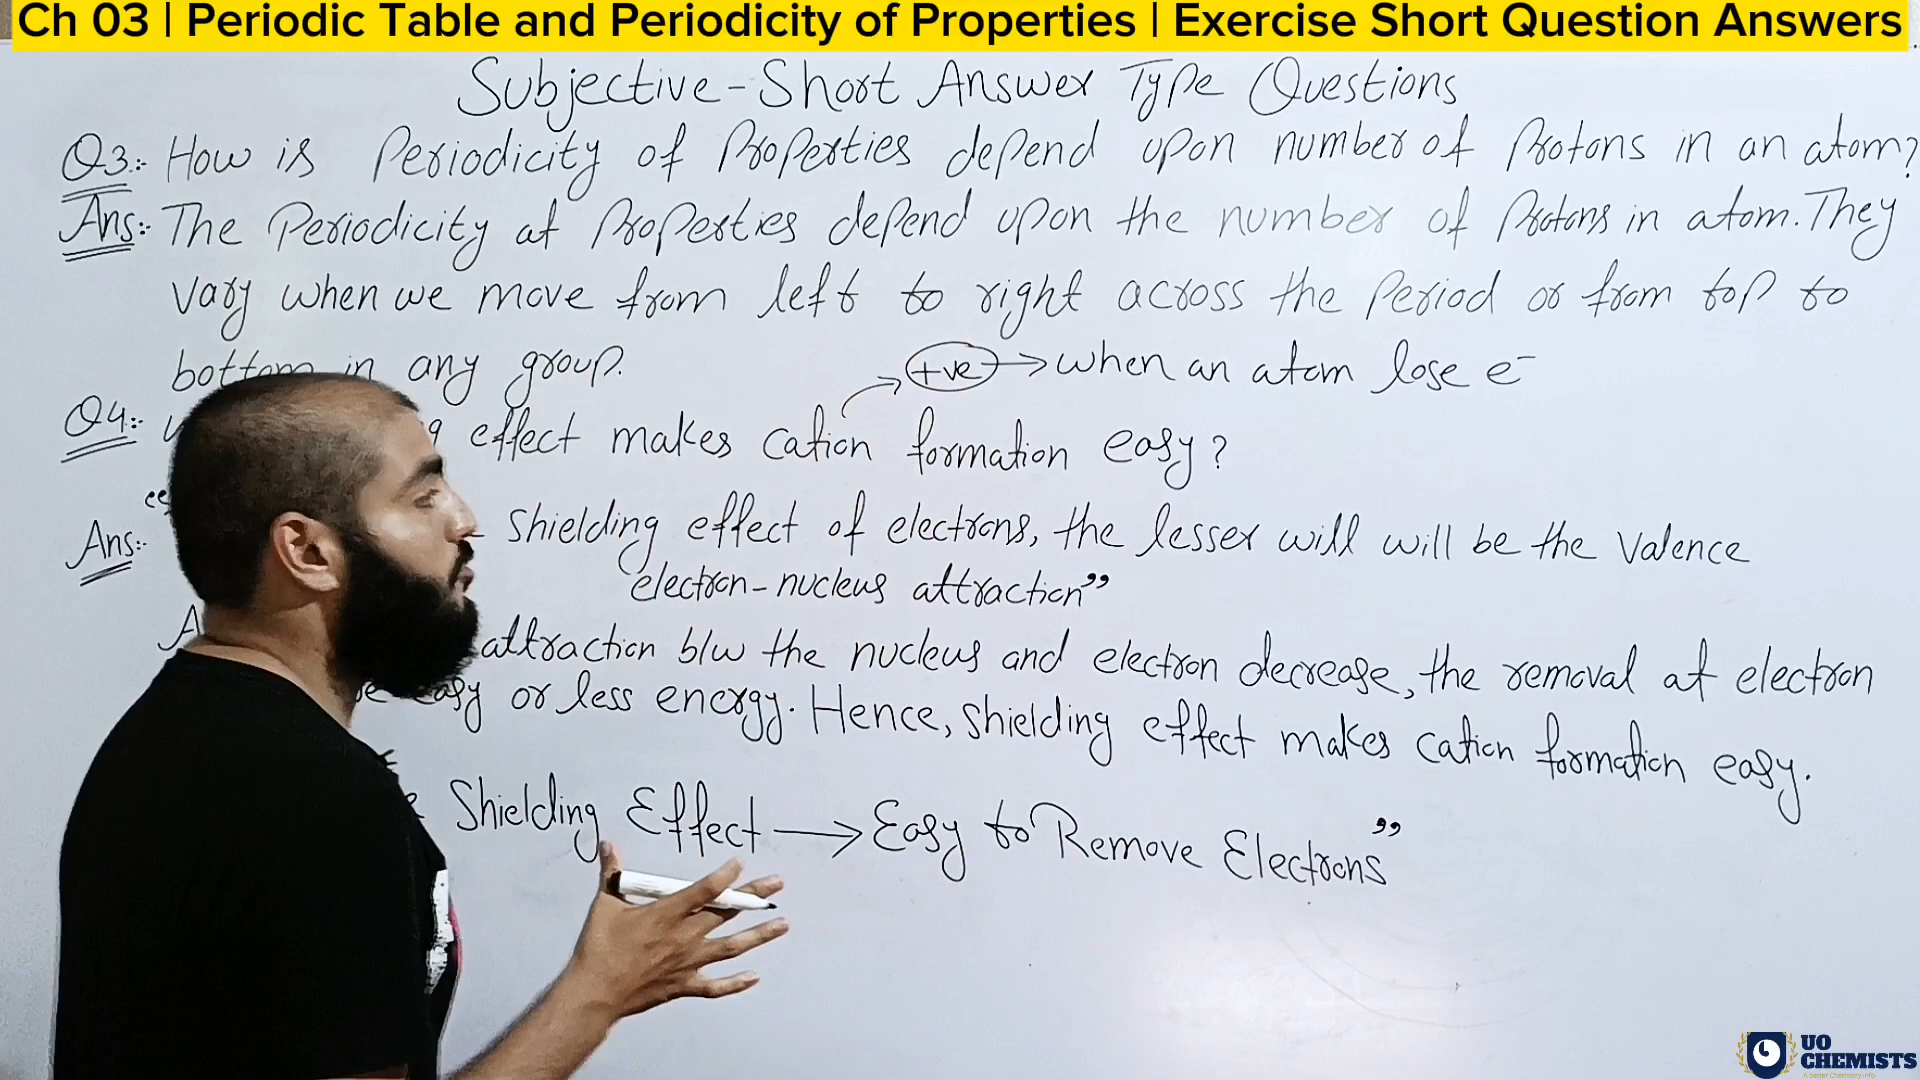 Ch 03 | Periodic Table and Periodicity of Properties | Exercise Short Question Answers
Subjective-Short Answer Type Questions
Q3:- How is Periodicity of Properties depend upon number of Protons in an atom?
Ans:- The Periodicity of Properties depend upon the number of Protons in atom. They
vary when we move from left to right across the Period or from top to
bottom in any group.
+ve → when an atom lose e⁻
Q4:- effect makes cation formation easy?
Ans:- Shielding effect of electrons, the lesser will will be the Valence
electron-nucleus attraction”
attraction b/w the nucleus and electron decrease, the removal of electron
be easy or less energy. Hence, shielding effect makes cation formation easy.
Shielding Effect → Easy to Remove Electrons”
UO
CHEMISTS